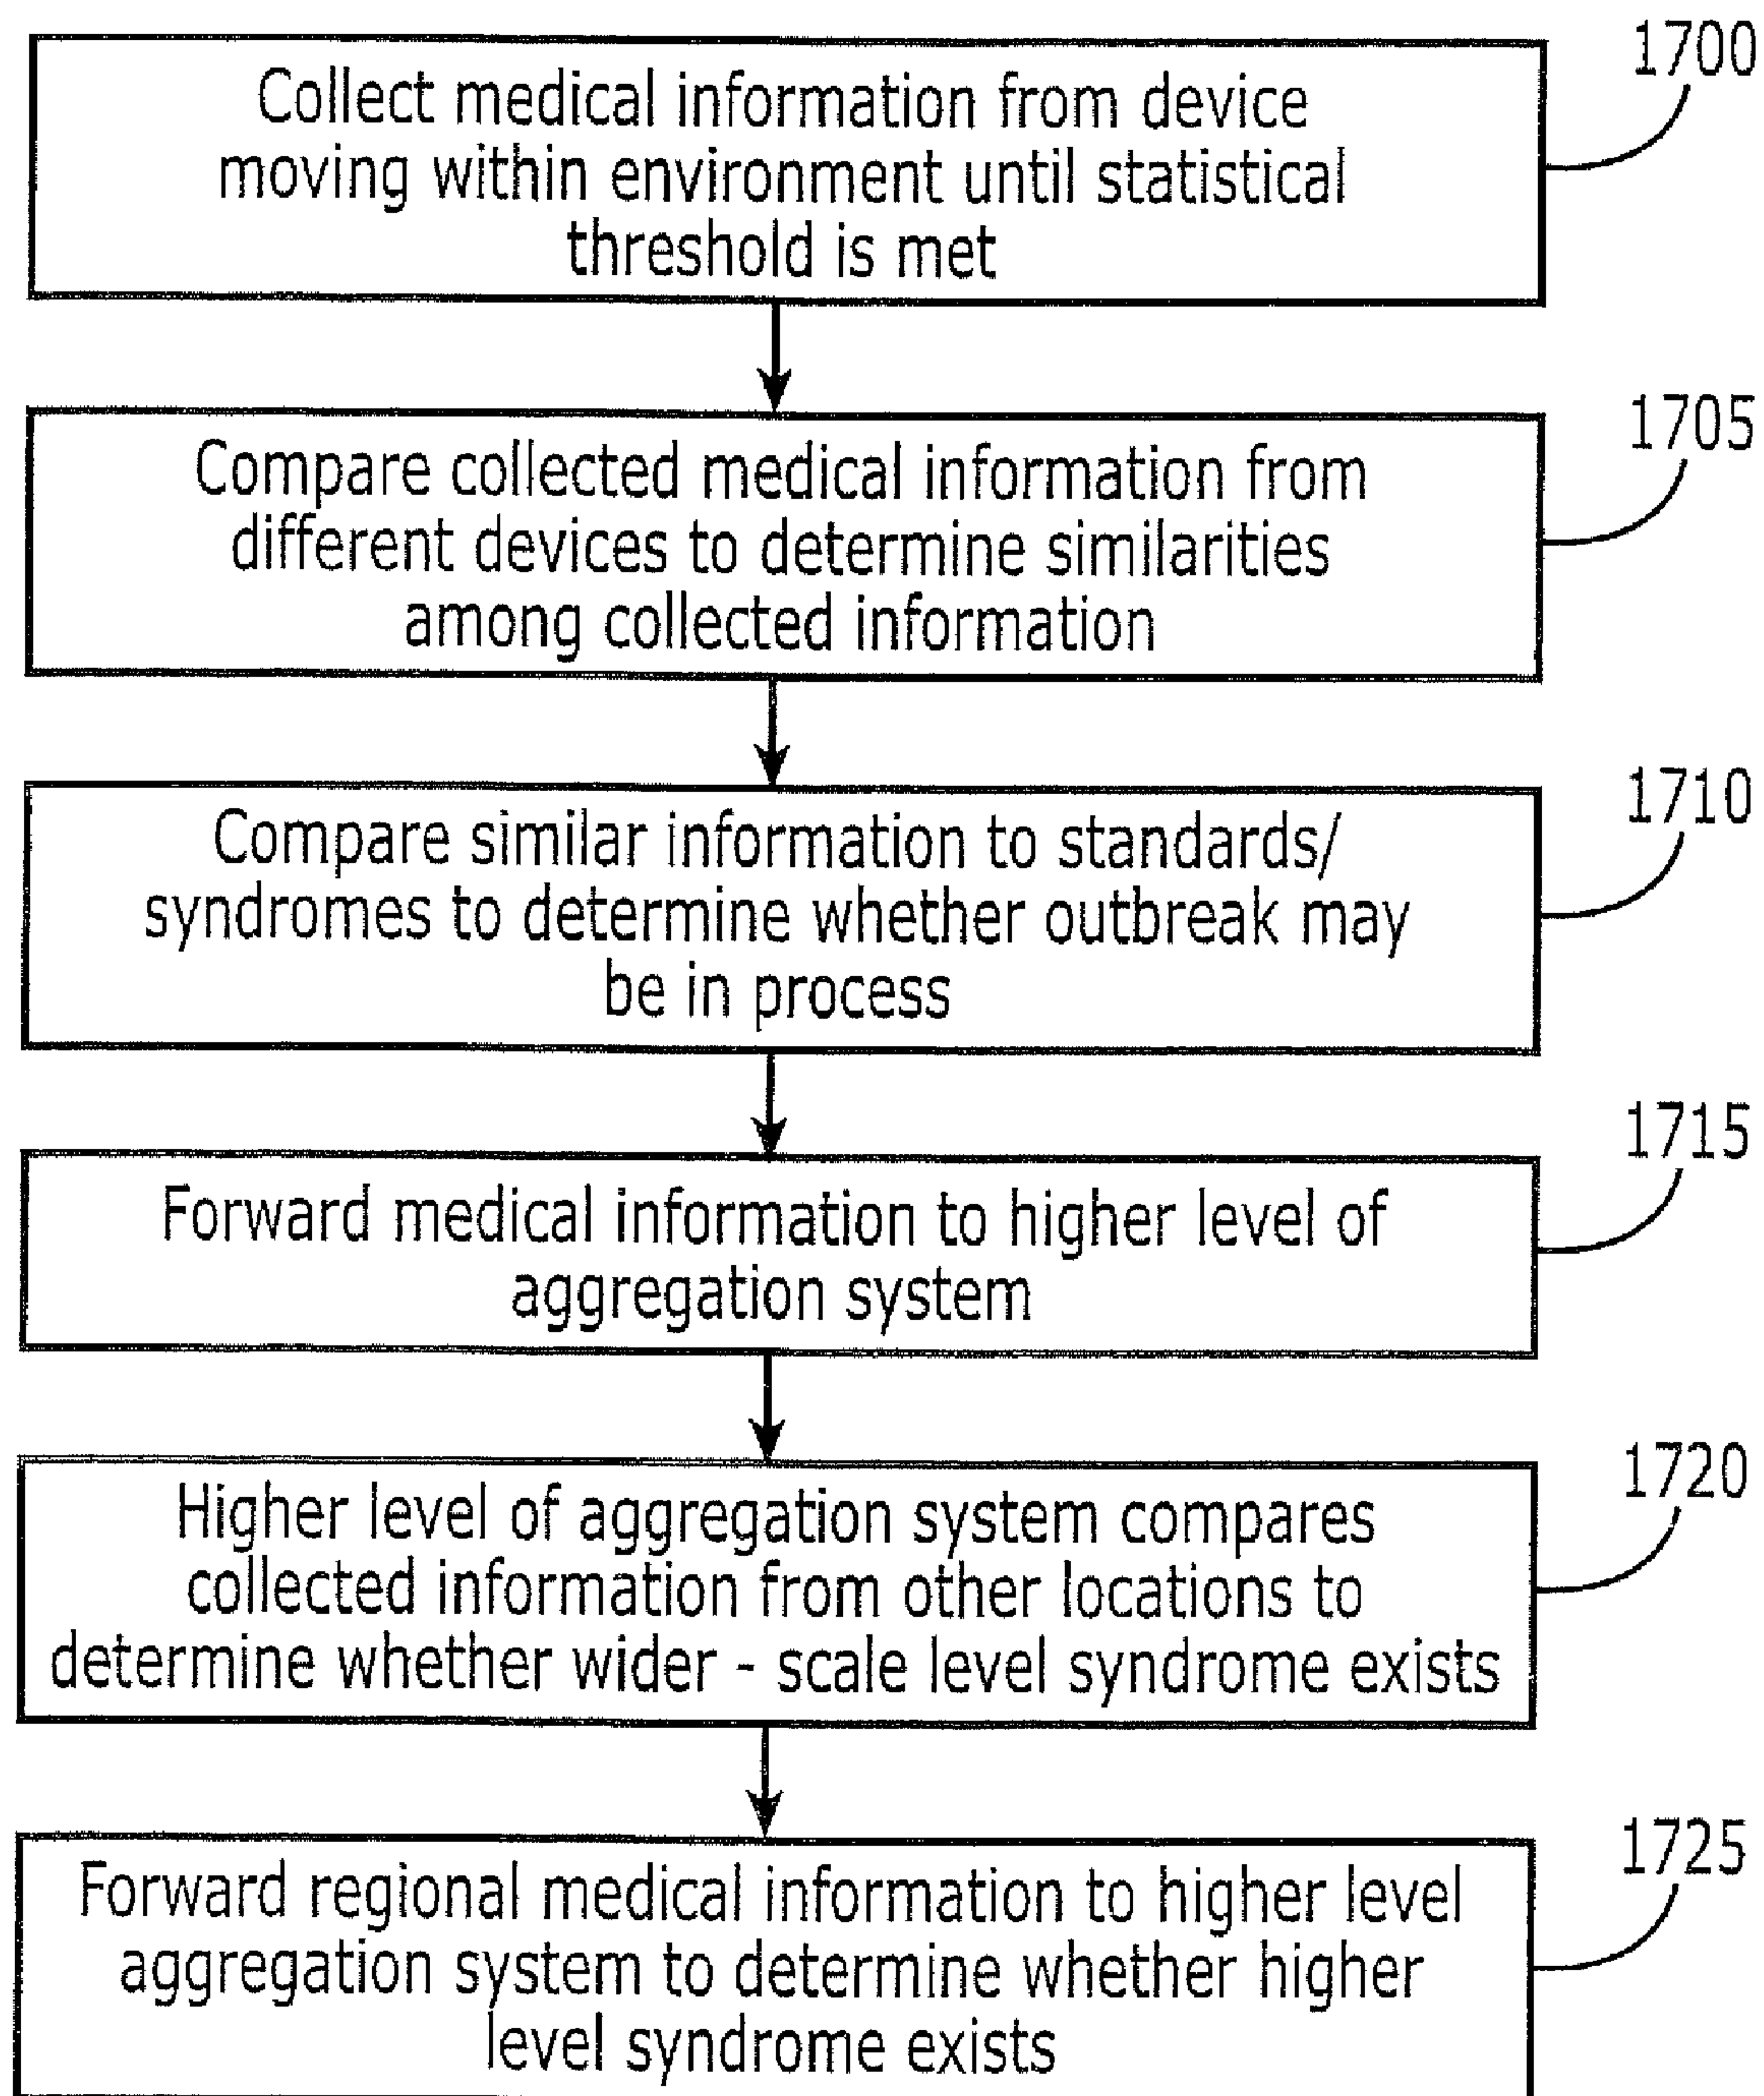 1700
Collect medical information from device
moving within environment until statistical
threshold is met
1705
Compare collected medical information from
different devices to determine similarities
among collected information
1710
Compare similar information to standards/
syndromes to determine whether outbreak may
be in process
1715
Forward medical information to higher level of
aggregation system
1720
Higher level of aggregation system compares
collected information from other locations to
determine whether wider - scale level syndrome exists
1725
Forward regional medical information to higher level
aggregation system to determine whether higher
level syndrome exists